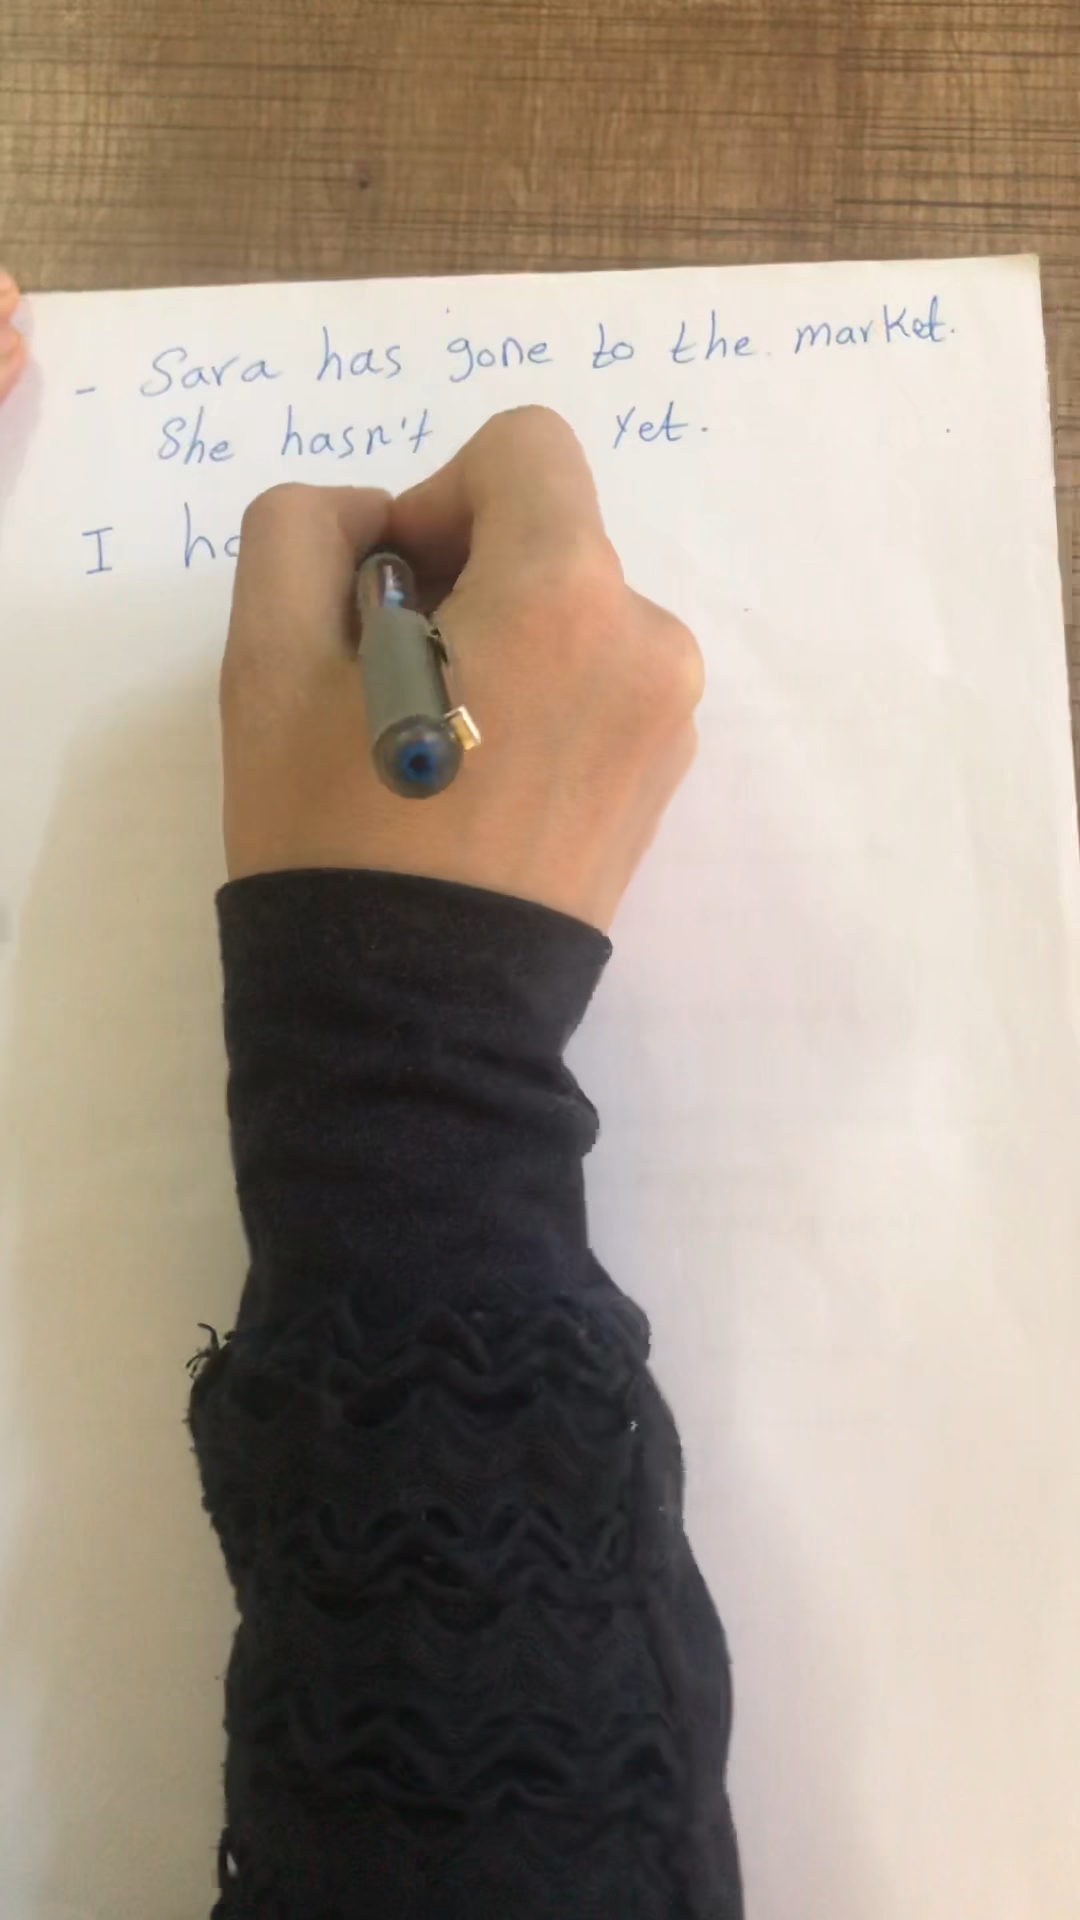 - Sara has gone to the market.
She hasn't yet.
I